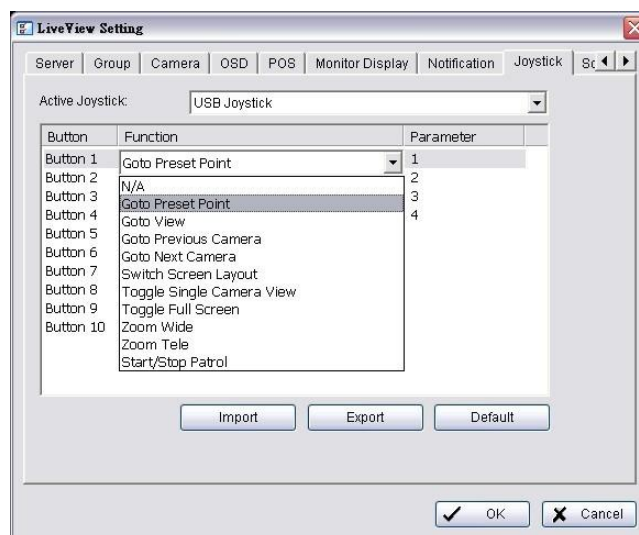 LiveView Setting
Server Group Camera OSD POS Monitor Display Notification Joystick
Active Joystick: USB Joystick
Button Function Parameter
Button 1 Goto Preset Point 1
Button 2 N/A 2
Button 3 Goto Preset Point 3
Button 4 Goto View 4
Button 5 Goto Previous Camera
Button 6 Goto Next Camera
Button 7 Switch Screen Layout
Button 8 Toggle Single Camera View
Button 9 Toggle Full Screen
Button 10 Zoom Wide
Zoom Tele
Start/Stop Patrol
Import Export Default
OK Cancel